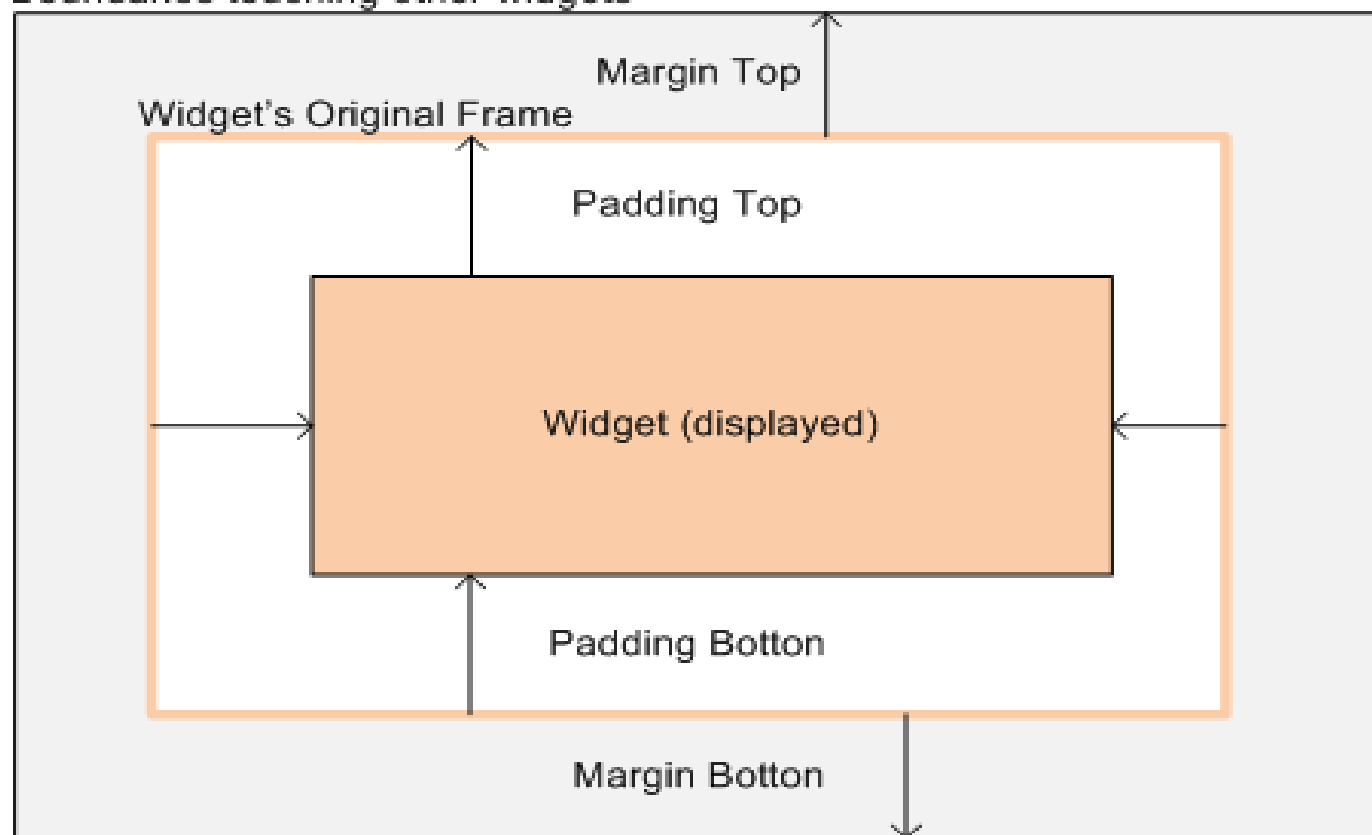 Margin Top
Widget's Original Frame
Padding Top
Widget (displayed)
Padding Botton
Margin Botton